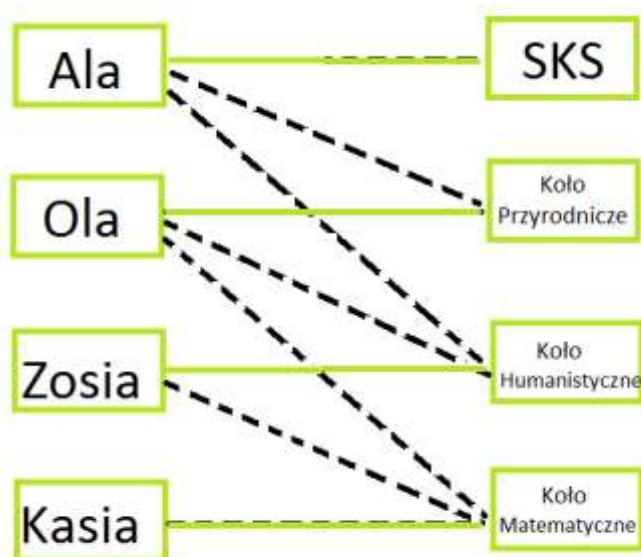 Ala
SKS
Ola
Koło
Przyrodnicze
Zosia
Koło
Humanistyczne
Kasia
Koło
Matematyczne